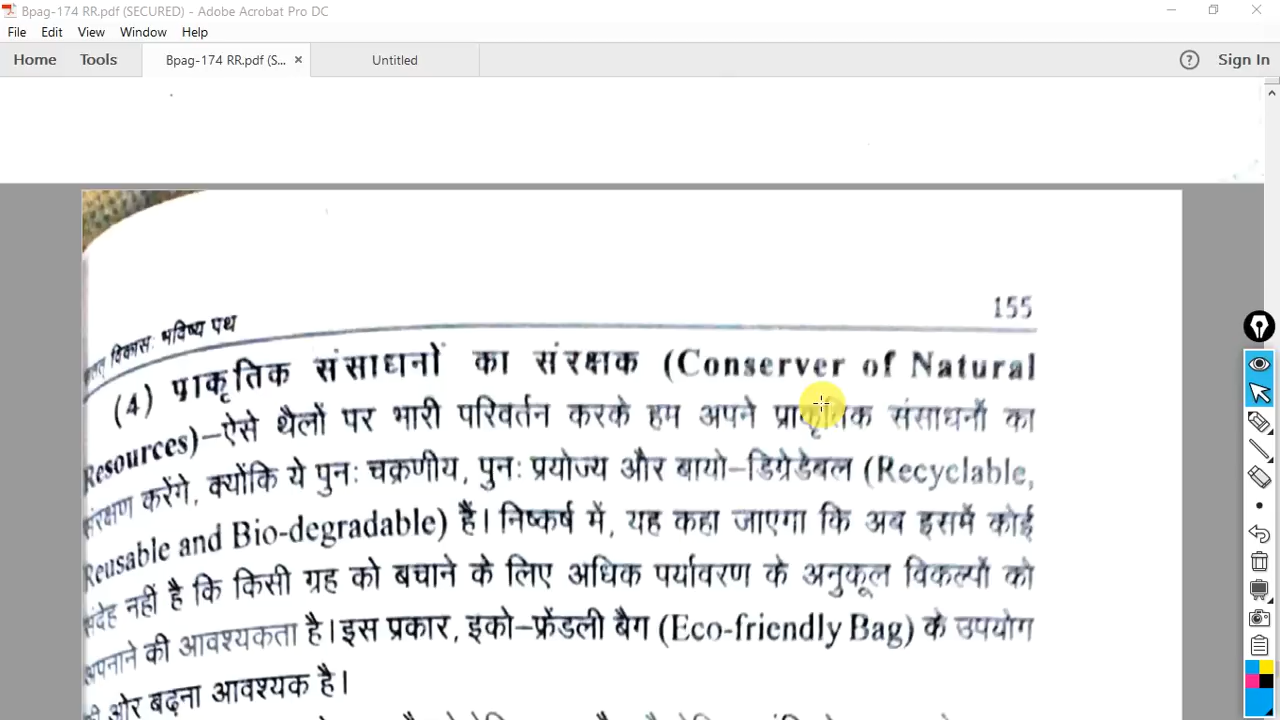 Bpag-174 RR.pdf (SECURED) - Adobe Acrobat Pro DC
File Edit View Window Help
Home Tools Bpag-174 RR.pdf (S... × Untitled Sign In
155
विकास: भविष्य पथ
(4) प्राकृतिक संसाधनों का संरक्षक (Conserver of Natural
Resources)–ऐसे थैलों पर भारी परिवर्तन करके हम अपने प्राकृतिक संसाधनों का
संरक्षण करेंगे, क्योंकि ये पुन: चक्रणीय, पुन: प्रयोज्य और बायो–डिग्रेडेबल (Recyclable,
Reusable and Bio-degradable) हैं। निष्कर्ष में, यह कहा जाएगा कि अब इसमें कोई
संदेह नहीं है कि किसी ग्रह को बचाने के लिए अधिक पर्यावरण के अनुकूल विकल्पों को
अपनाने की आवश्यकता है। इस प्रकार, इको–फ्रेंडली बैग (Eco-friendly Bag) के उपयोग
की ओर बढ़ना आवश्यक है।